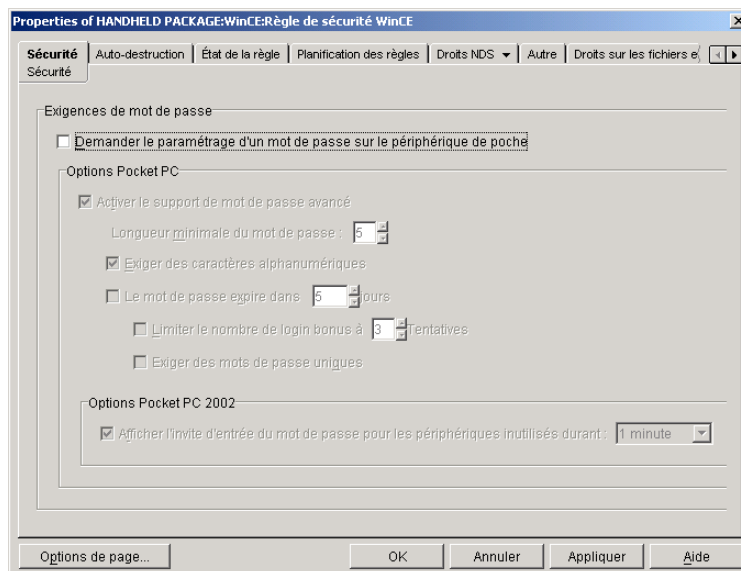 Properties of HANDHELD PACKAGE:WinCE:Règle de sécurité WinCE
Sécurité Auto-destruction État de la règle Planification des règles Droits NDS Autre Droits sur les fichiers e
Sécurité
Exigences de mot de passe
Demander le paramétrage d'un mot de passe sur le périphérique de poche
Options Pocket PC
Activer le support de mot de passe avancé
Longueur minimale du mot de passe : 5
Exiger des caractères alphanumériques
Le mot de passe expire dans 5 jours
Limiter le nombre de login bonus à 3 Tentatives
Exiger des mots de passe uniques
Options Pocket PC 2002
Afficher l'invite d'entrée du mot de passe pour les périphériques inutilisés durant : 1 minute
Options de page... OK Annuler Appliquer Aide